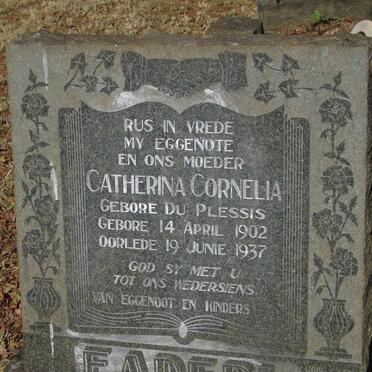 RUS IN VREDE
MY EGGENOTE
EN ONS MOEDER
CATHERINA CORNELIA
GEBORE DU PLESSIS
GEBORE 14 APRIL 1902
OORLEDE 19 JUNIE 1937
GOD SY MET U
TOT ONS WEDERSIENS
VAN EGGENOOT EN KINDERS